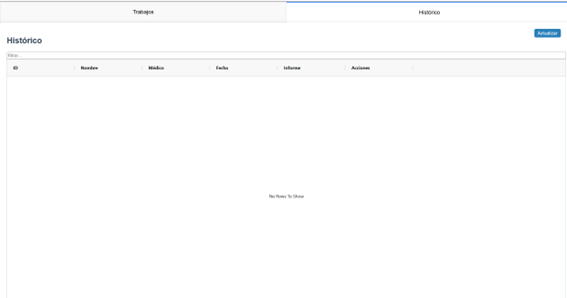 Trabajos
Histórico
Histórico
Actualizar
Filtrar...
ID
Nombre
Médico
Fecha
Informe
Acciones
No Rows To Show